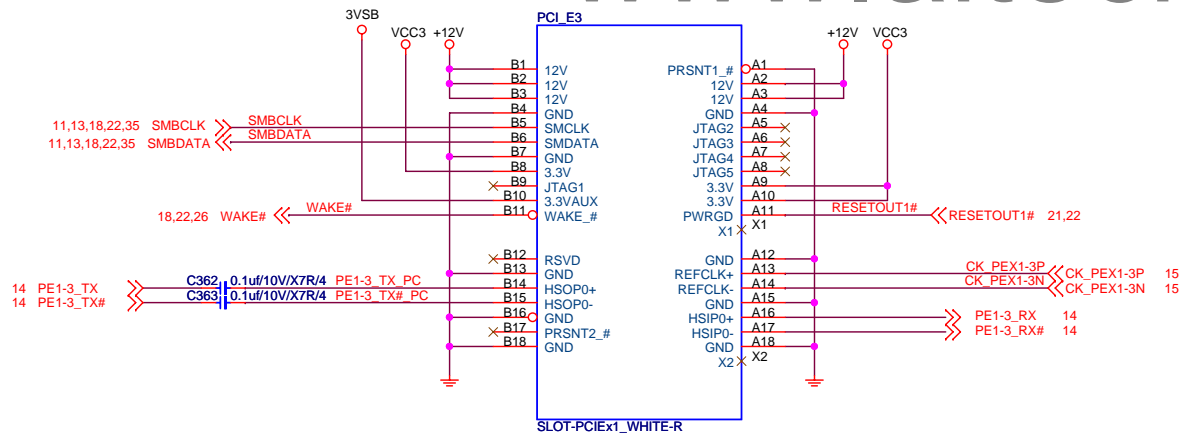 PCI_E3
3VSB
VCC3
+12V
+12V
VCC3
B1 12V PRSNT1_# A1
B2 12V 12V A2
B3 12V 12V A3
B4 GND GND A4
11,13,18,22,35 SMBCLK SMBCLK B5 SMCLK JTAG2 A5
11,13,18,22,35 SMBDATA SMBDATA B6 SMDATA JTAG3 A6
B7 GND JTAG4 A7
B8 3.3V JTAG5 A8
B9 JTAG1 3.3V A9
B10 3.3VAUX 3.3V A10
18,22,26 WAKE# WAKE# B11 WAKE_# PWRGD A11 RESETOUT1# RESETOUT1# 21,22
X1 X1
B12 RSVD GND A12
B13 GND REFCLK+ A13 CK_PEX1-3P CK_PEX1-3P 15
14 PE1-3_TX C362 0.1uf/10V/X7R/4 PE1-3_TX_PC B14 HSOP0+ REFCLK- A14 CK_PEX1-3N CK_PEX1-3N 15
14 PE1-3_TX# C363 0.1uf/10V/X7R/4 PE1-3_TX#_PC B15 HSOP0- GND A15
B16 GND HSIP0+ A16 PE1-3_RX 14
B17 PRSNT2_# HSIP0- A17 PE1-3_RX# 14
B18 GND GND A18
X2 X2
SLOT-PCIEx1_WHITE-R